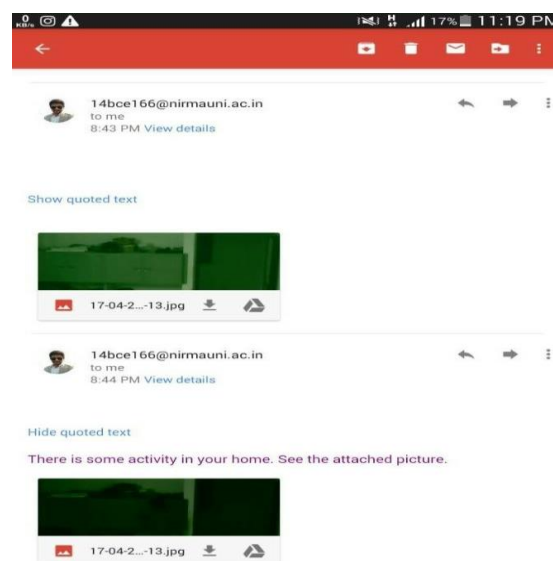 0
KB/s
H
17% 11:19 PM
14bce166@nirmauni.ac.in
to me
8:43 PM View details
Show quoted text
17-04-2...-13.jpg
14bce166@nirmauni.ac.in
to me
8:44 PM View details
Hide quoted text
There is some activity in your home. See the attached picture.
17-04-2...-13.jpg